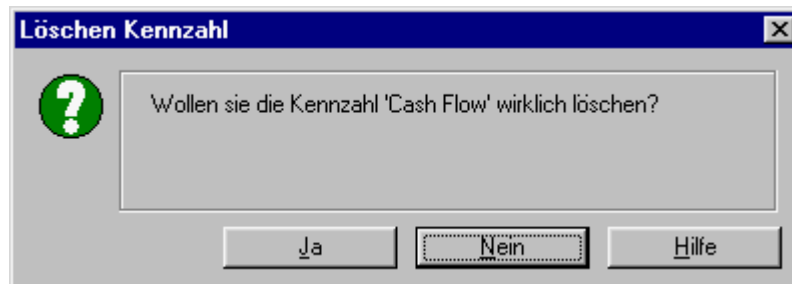 Löschen Kennzahl
Wollen sie die Kennzahl 'Cash Flow' wirklich löschen?
Ja
Nein
Hilfe